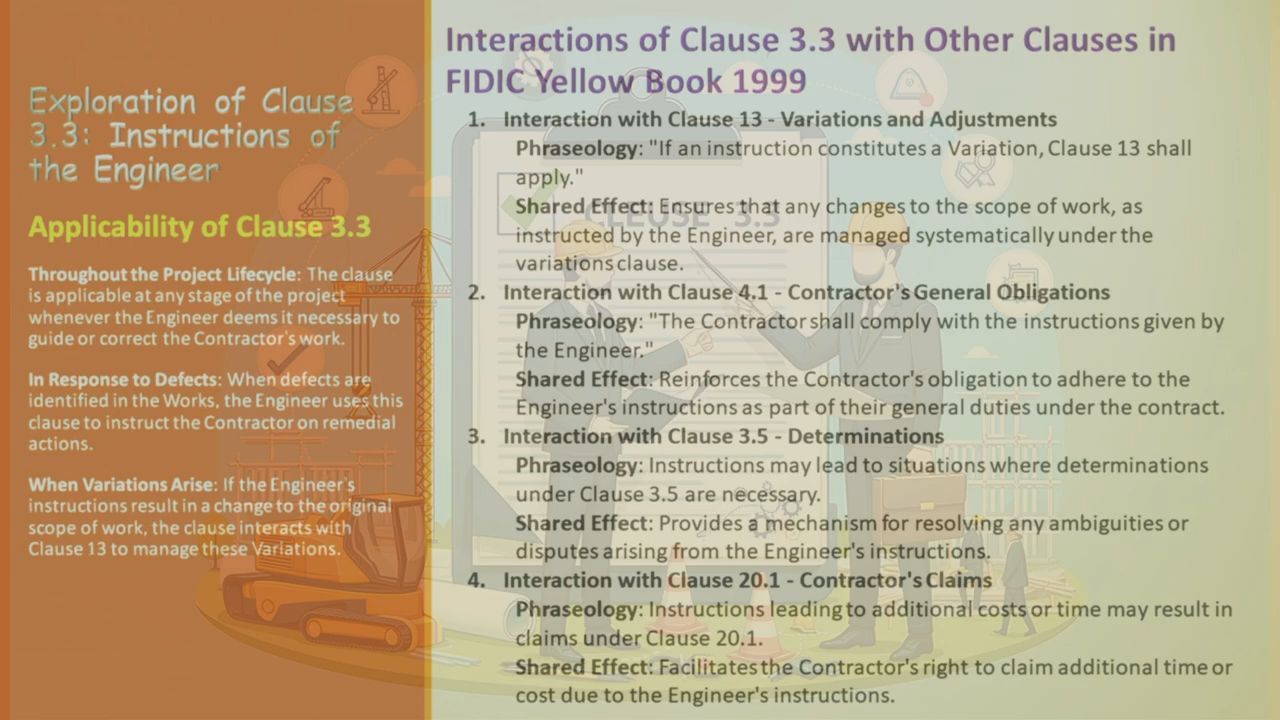 Exploration of Clause
3.3: Instructions of
the Engineer
Applicability of Clause 3.3
Throughout the Project Lifecycle: The clause
is applicable at any stage of the project
whenever the Engineer deems it necessary to
guide or correct the Contractor's work.
In Response to Defects: When defects are
identified in the Works, the Engineer uses this
clause to instruct the Contractor on remedial
actions.
When Variations Arise: If the Engineer's
instructions result in a change to the original
scope of work, the clause interacts with
Clause 13 to manage these Variations.
Interactions of Clause 3.3 with Other Clauses in
FIDIC Yellow Book 1999
1. Interaction with Clause 13 - Variations and Adjustments
Phraseology: "If an instruction constitutes a Variation, Clause 13 shall
apply."
Shared Effect: Ensures that any changes to the scope of work, as
instructed by the Engineer, are managed systematically under the
variations clause.
2. Interaction with Clause 4.1 - Contractor's General Obligations
Phraseology: "The Contractor shall comply with the instructions given by
the Engineer."
Shared Effect: Reinforces the Contractor's obligation to adhere to the
Engineer's instructions as part of their general duties under the contract.
3. Interaction with Clause 3.5 - Determinations
Phraseology: Instructions may lead to situations where determinations
under Clause 3.5 are necessary.
Shared Effect: Provides a mechanism for resolving any ambiguities or
disputes arising from the Engineer's instructions.
4. Interaction with Clause 20.1 - Contractor's Claims
Phraseology: Instructions leading to additional costs or time may result in
claims under Clause 20.1.
Shared Effect: Facilitates the Contractor's right to claim additional time or
cost due to the Engineer's instructions.